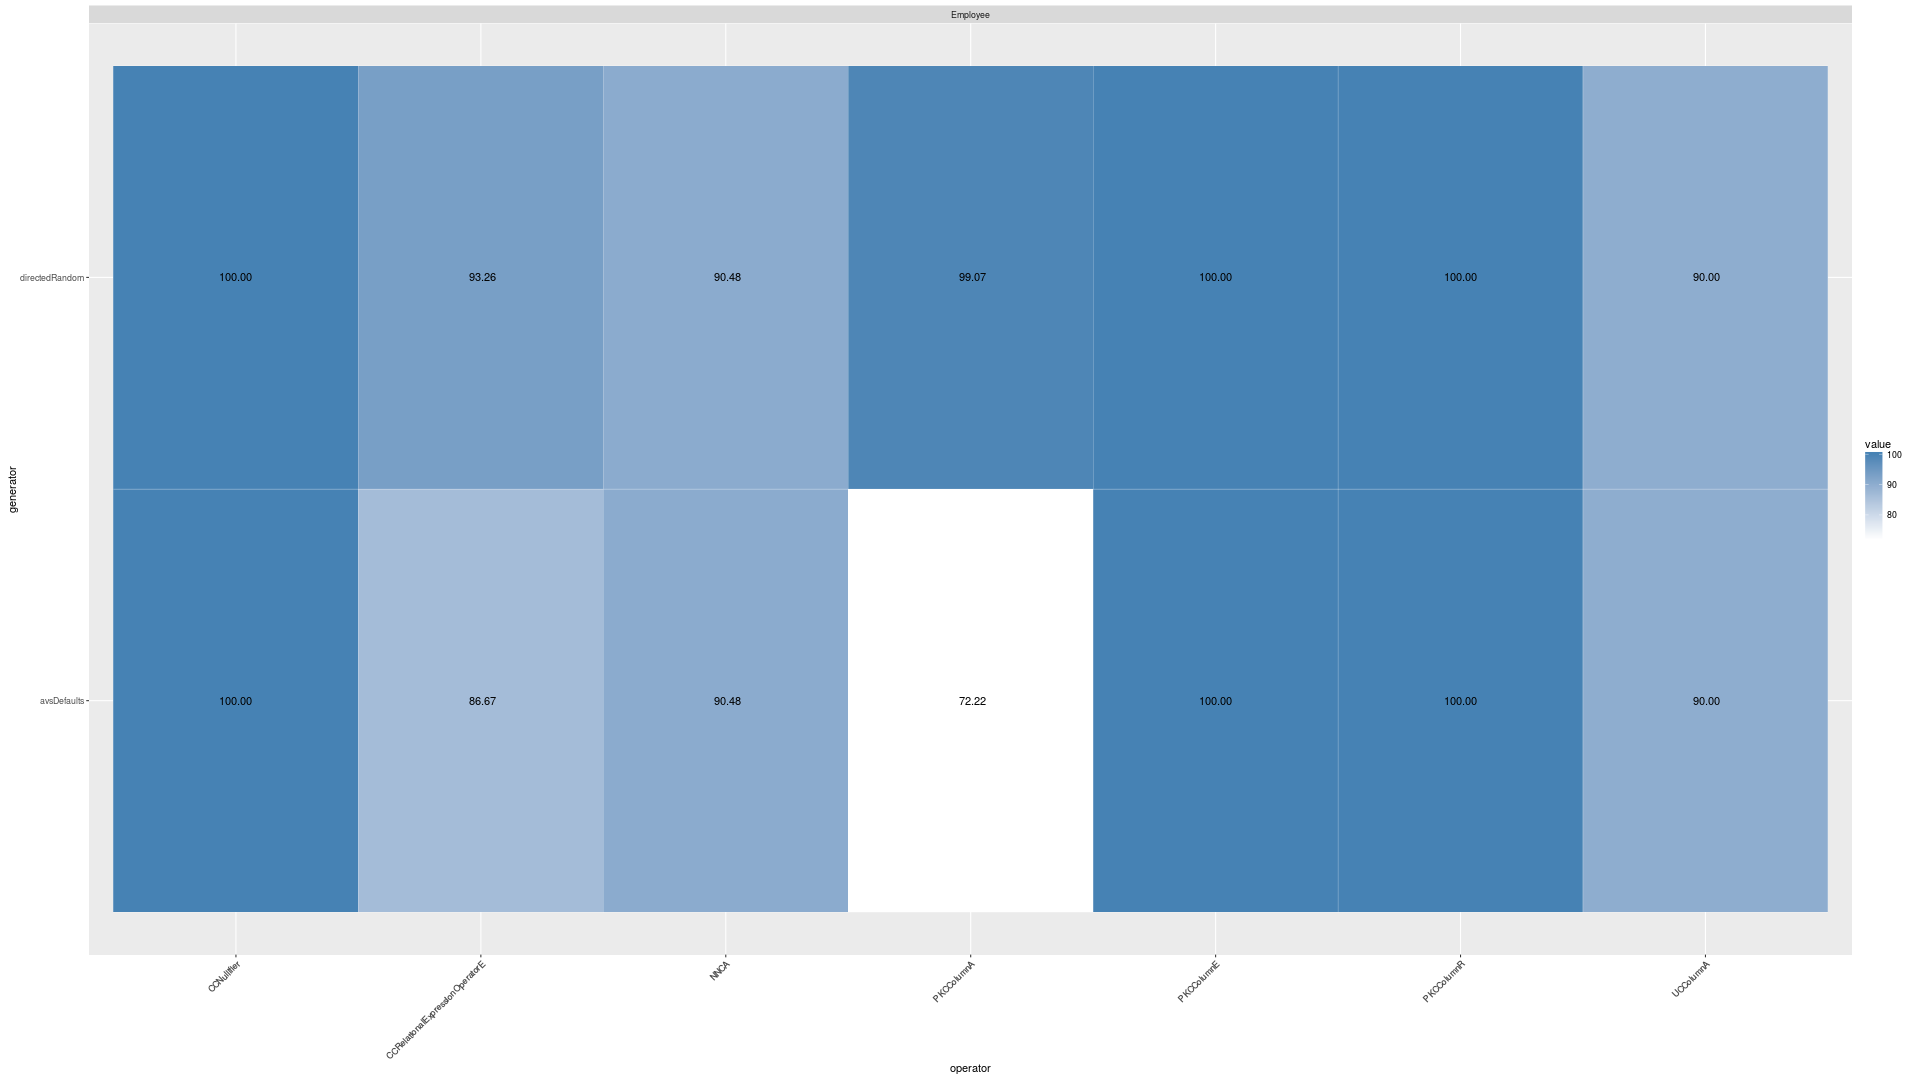 Employee
directedRandom
100.00 93.26 90.48 99.07 100.00 100.00 90.00
avsDefaults
100.00 86.67 90.48 72.22 100.00 100.00 90.00
generator
CCNullifier
CCRelationalExpressionOperatorE
NNCA
PKCColumnA
PKCColumnE
PKCColumnR
UCColumnA
operator
value
100
90
80